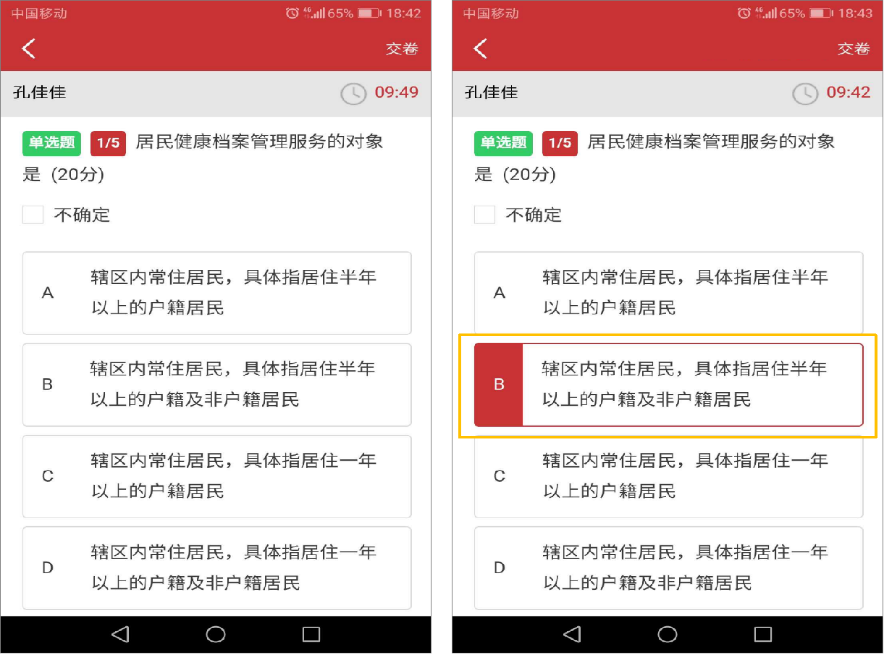 中国移动 65% 18:42
交卷
孔佳佳 09:49
单选题 1/5 居民健康档案管理服务的对象
是 (20分)
不确定
A 辖区内常住居民，具体指居住半年
以上的户籍居民
B 辖区内常住居民，具体指居住半年
以上的户籍及非户籍居民
C 辖区内常住居民，具体指居住一年
以上的户籍居民
D 辖区内常住居民，具体指居住一年
以上的户籍及非户籍居民
中国移动 65% 18:43
交卷
孔佳佳 09:42
单选题 1/5 居民健康档案管理服务的对象
是 (20分)
不确定
A 辖区内常住居民，具体指居住半年
以上的户籍居民
B 辖区内常住居民，具体指居住半年
以上的户籍及非户籍居民
C 辖区内常住居民，具体指居住一年
以上的户籍居民
D 辖区内常住居民，具体指居住一年
以上的户籍及非户籍居民